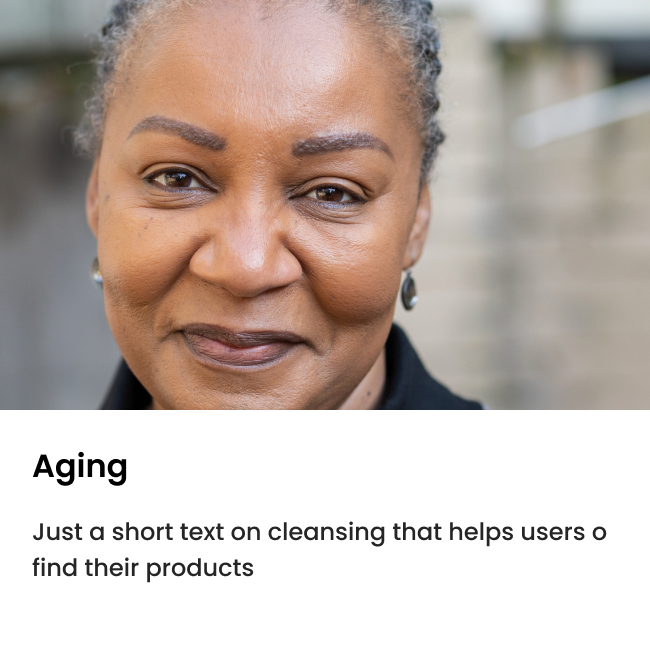 Aging
Just a short text on cleansing that helps users o
find their products